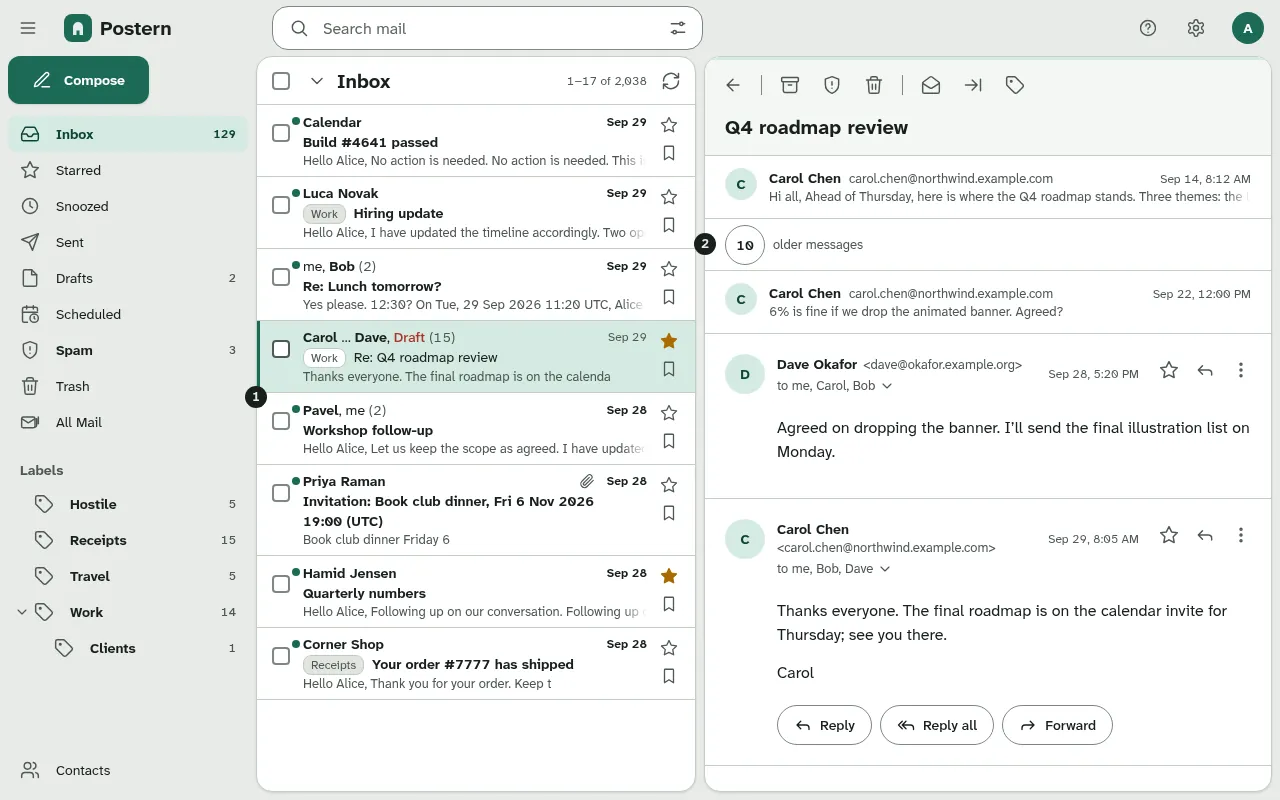 Postern
Search mail
A
Compose
Inbox 129
Starred
Snoozed
Sent
Drafts 2
Scheduled
Spam 3
Trash
All Mail
Labels
Hostile 5
Receipts 15
Travel 5
Work 14
Clients 1
Contacts
Inbox 1–17 of 2,038
Calendar Sep 29
Build #4641 passed
Hello Alice, No action is needed. No action is needed. This
Luca Novak Sep 29
Work Hiring update
Hello Alice, I have updated the timeline accordingly. Two
me, Bob (2) Sep 29
Re: Lunch tomorrow?
Yes please. 12:30? On Tue, 29 Sep 2026 11:20 UTC, Alice
Carol ... Dave, Draft (15) Sep 29
Work Re: Q4 roadmap review
Thanks everyone. The final roadmap is on the calenda
1
Pavel, me (2) Sep 28
Workshop follow-up
Hello Alice, Let us keep the scope as agreed. I have update
Priya Raman Sep 28
Invitation: Book club dinner, Fri 6 Nov 2026
19:00 (UTC)
Book club dinner Friday 6
Hamid Jensen Sep 28
Quarterly numbers
Hello Alice, Following up on our conversation. Following up
Corner Shop Sep 28
Receipts Your order #7777 has shipped
Hello Alice, Thank you for your order. Keep t
Q4 roadmap review
C Carol Chen carol.chen@northwind.example.com Sep 14, 8:12 AM
Hi all, Ahead of Thursday, here is where the Q4 roadmap stands. Three themes: the
2
10 older messages
C Carol Chen carol.chen@northwind.example.com Sep 22, 12:00 PM
6% is fine if we drop the animated banner. Agreed?
D Dave Okafor <dave@okafor.example.org> Sep 28, 5:20 PM
to me, Carol, Bob
Agreed on dropping the banner. I’ll send the final illustration list on
Monday.
C Carol Chen
<carol.chen@northwind.example.com> Sep 29, 8:05 AM
to me, Bob, Dave
Thanks everyone. The final roadmap is on the calendar invite for
Thursday; see you there.
Carol
Reply Reply all Forward